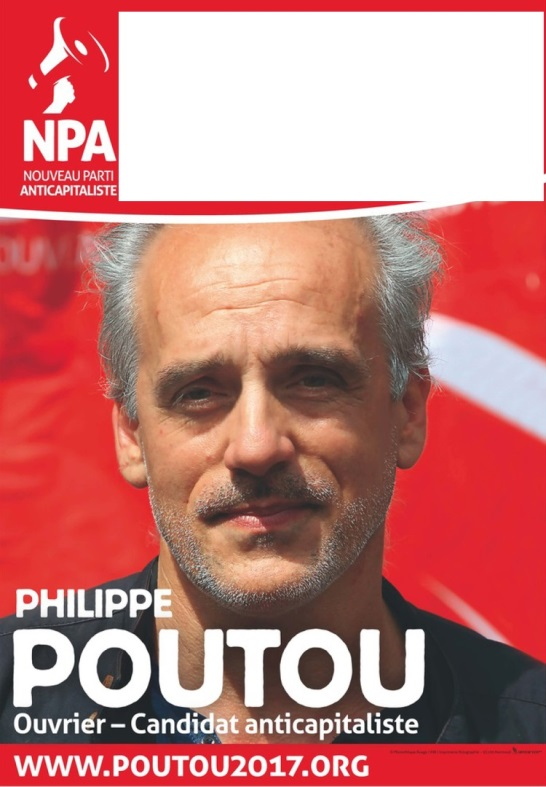 NPA
NOUVEAU PARTI
ANTICAPITALISTE
PHILIPPE
POUTOU
Ouvrier – Candidat anticapitaliste
WWW.POUTOU2017.ORG